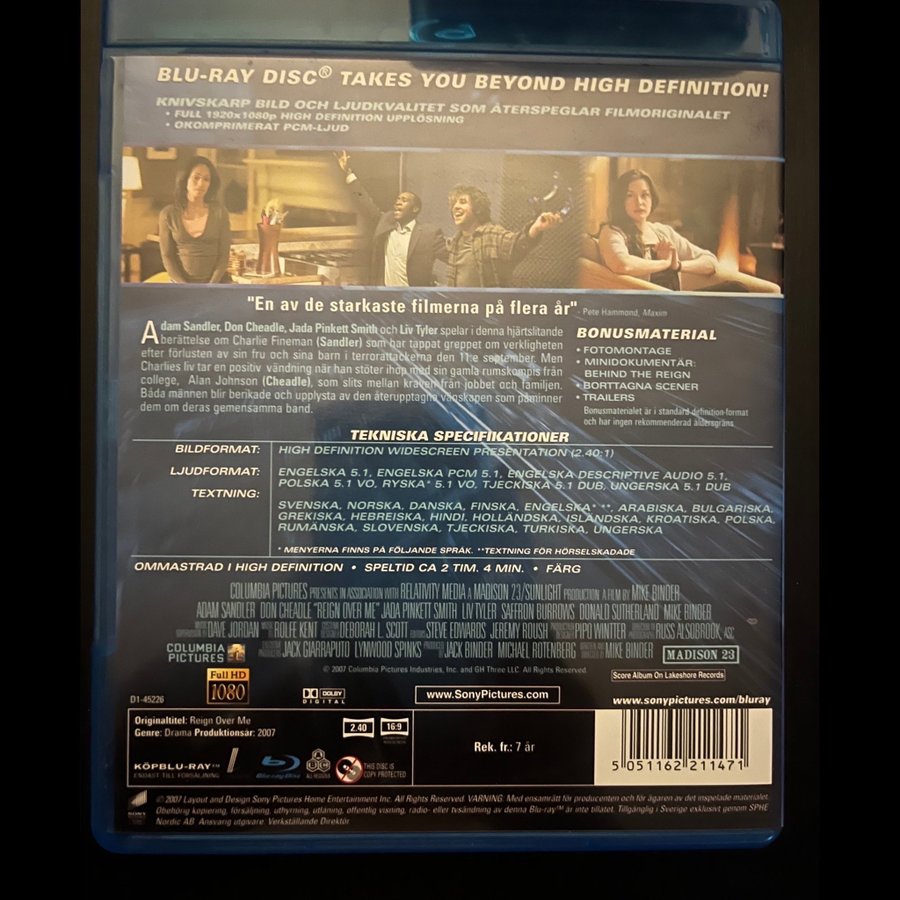 BLU-RAY DISC® TAKES YOU BEYOND HIGH DEFINITION!
KNIVSKARP BILD OCH LJUDKVALITET SOM ÅTERSPEGLAR FILMORIGINALET
• FULL 1920x1080p HIGH DEFINITION UPPLÖSNING
• OKOMPRIMERAT PCM-LJUD
"En av de starkaste filmerna på flera år" - Pete Hammond, Maxim
Adam Sandler, Don Cheadle, Jada Pinkett Smith och Liv Tyler spelar i denna hjärtslitande
berättelse om Charlie Fineman (Sandler) som har tappat greppet om verkligheten
efter förlusten av sin fru och sina barn i terrorattackerna den 11:e september. Men
Charlies liv tar en positiv vändning när han stöter ihop med sin gamla rumskompis från
college, Alan Johnson (Cheadle), som slits mellan kraven från jobbet och familjen.
Båda männen blir berikade och upplysta av den återupptagna vänskapen som påminner
dem om deras gemensamma band.
BONUSMATERIAL
• FOTOMONTAGE
• MINIDOKUMENTÄR:
BEHIND THE REIGN
• BORTTAGNA SCENER
• TRAILERS
Bonusmaterialet är i standard definition-format
och har ingen rekommenderad åldersgräns
TEKNISKA SPECIFIKATIONER
BILDFORMAT: HIGH DEFINITION WIDESCREEN PRESENTATION (2.40:1)
LJUDFORMAT: ENGELSKA 5.1, ENGELSKA PCM 5.1, ENGELSKA DESCRIPTIVE AUDIO 5.1,
POLSKA 5.1 VO, RYSKA* 5.1 VO, TJECKISKA 5.1 DUB, UNGERSKA 5.1 DUB
TEXTNING:
SVENSKA, NORSKA, DANSKA, FINSKA, ENGELSKA* **, ARABISKA, BULGARISKA,
GREKISKA, HEBREISKA, HINDI, HOLLÄNDSKA, ISLÄNDSKA, KROATISKA, POLSKA,
RUMÄNSKA, SLOVENSKA, TJECKISKA, TURKISKA, UNGERSKA
* MENYERNA FINNS PÅ FÖLJANDE SPRÅK. **TEXTNING FÖR HÖRSELSKADADE
OMMASTRAD I HIGH DEFINITION • SPELTID CA 2 TIM. 4 MIN. • FÄRG
COLUMBIA PICTURES PRESENTS IN ASSOCIATION WITH RELATIVITY MEDIA A MADISON 23/SUNLIGHT PRODUCTION A FILM BY MIKE BINDER
ADAM SANDLER DON CHEADLE "REIGN OVER ME" JADA PINKETT SMITH LIV TYLER SAFFRON BURROWS DONALD SUTHERLAND MIKE BINDER
DAVE JORDAN ROLFE KENT DEBORAH L. SCOTT STEVE EDWARDS JEREMY ROUSH PIPO WINTTER RUSS ALSOBROOK, ASC
JACK GIARRAPUTO LYNWOOD SPINKS JACK BINDER MICHAEL ROTENBERG MIKE BINDER
COLUMBIA
PICTURES
MADISON 23
© 2007 Columbia Pictures Industries, Inc. and GH Three LLC. All Rights Reserved.
Score Album On Lakeshore Records
Full HD
1080
D1-45226
DOLBY
DIGITAL
www.SonyPictures.com
www.sonypictures.com/bluray
Originaltitel: Reign Over Me
Genre: Drama Produktionsår: 2007
2.40
16:9
Rek. fr.: 7 år
KÖPBLU-RAY™
ENDAST TILL FÖRSÄLJNING
Blu-ray Disc
ALL REGIONS
THIS DISC IS
COPY PROTECTED
5 051162 211471
SONY
© 2007 Layout and Design Sony Pictures Home Entertainment Inc. All Rights Reserved. VARNING. Med ensamrätt för producenten och för ägaren av det inspelade materialet.
Obehörig kopiering, försäljning, uthyrning, utlåning, offentlig visning, radio- eller tvsändning av denna Blu-ray™ är inte tillåtet. Tillgänglig i Sverige exklusivt genom SPHE
Nordic AB. Ansvarig utgivare: Verkställande Direktör.